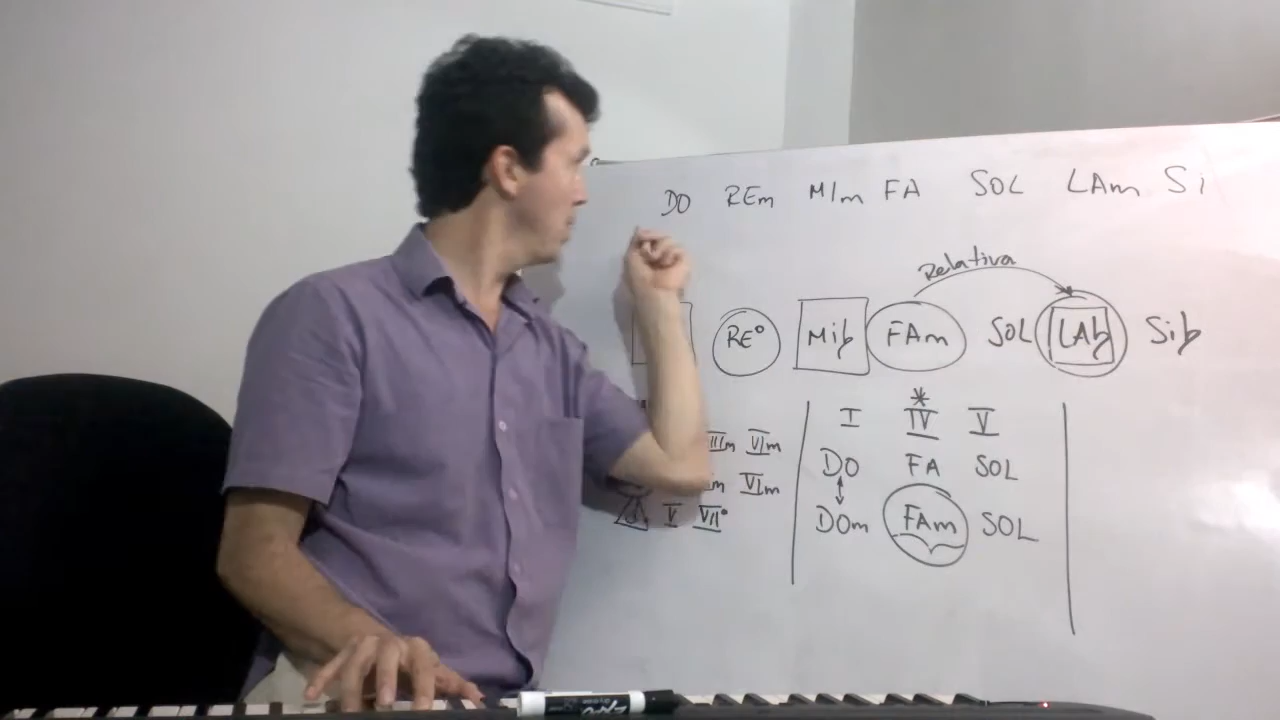 DO REm MIm FA SOL LAm Si
Relativa
RE° Mib FAm SOL LAb Sib
*
I IV V
IIIm VIm
DO FA SOL
m VIm
V VII°
DOm FAm SOL
EXPO